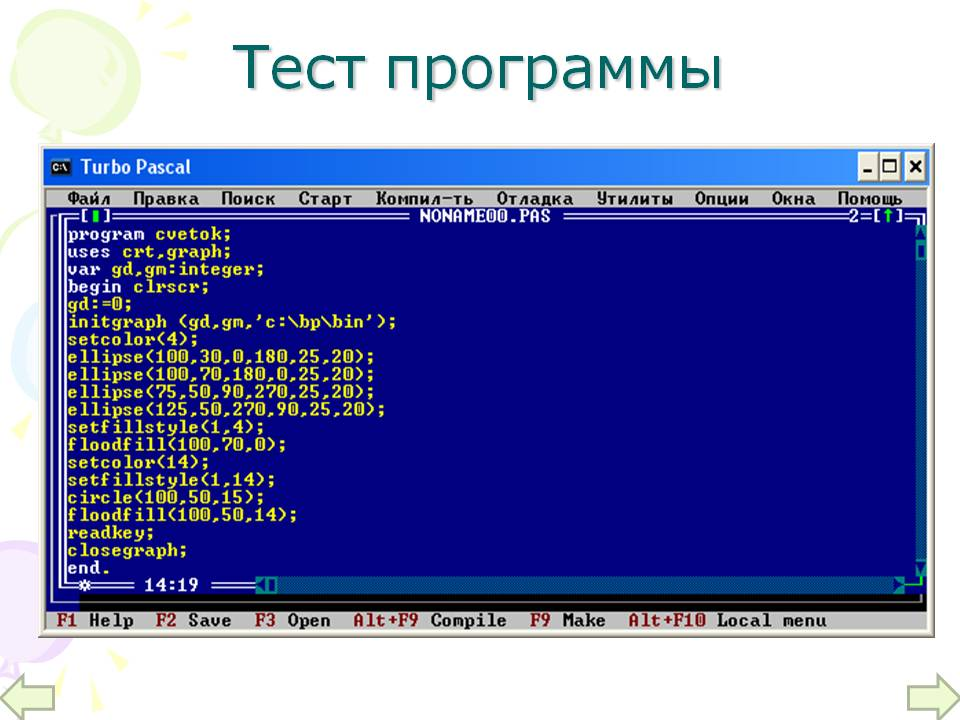 Тест программы
Turbo Pascal
Файл Правка Поиск Старт Компил-ть Отладка Утилиты Опции Окна Помощь
NONAME00.PAS 2
program cvetok;
uses crt,graph;
var gd,gm:integer;
begin clrscr;
gd:=0;
initgraph (gd,gm,'c:\bp\bin');
setcolor(4);
ellipse(100,30,0,180,25,20);
ellipse(100,70,180,0,25,20);
ellipse(75,50,90,270,25,20);
ellipse(125,50,270,90,25,20);
setfillstyle(1,4);
floodfill(100,70,0);
setcolor(14);
setfillstyle(1,14);
circle(100,50,15);
floodfill(100,50,14);
readkey;
closegraph;
end.
14:19
F1 Help F2 Save F3 Open Alt+F9 Compile F9 Make Alt+F10 Local menu